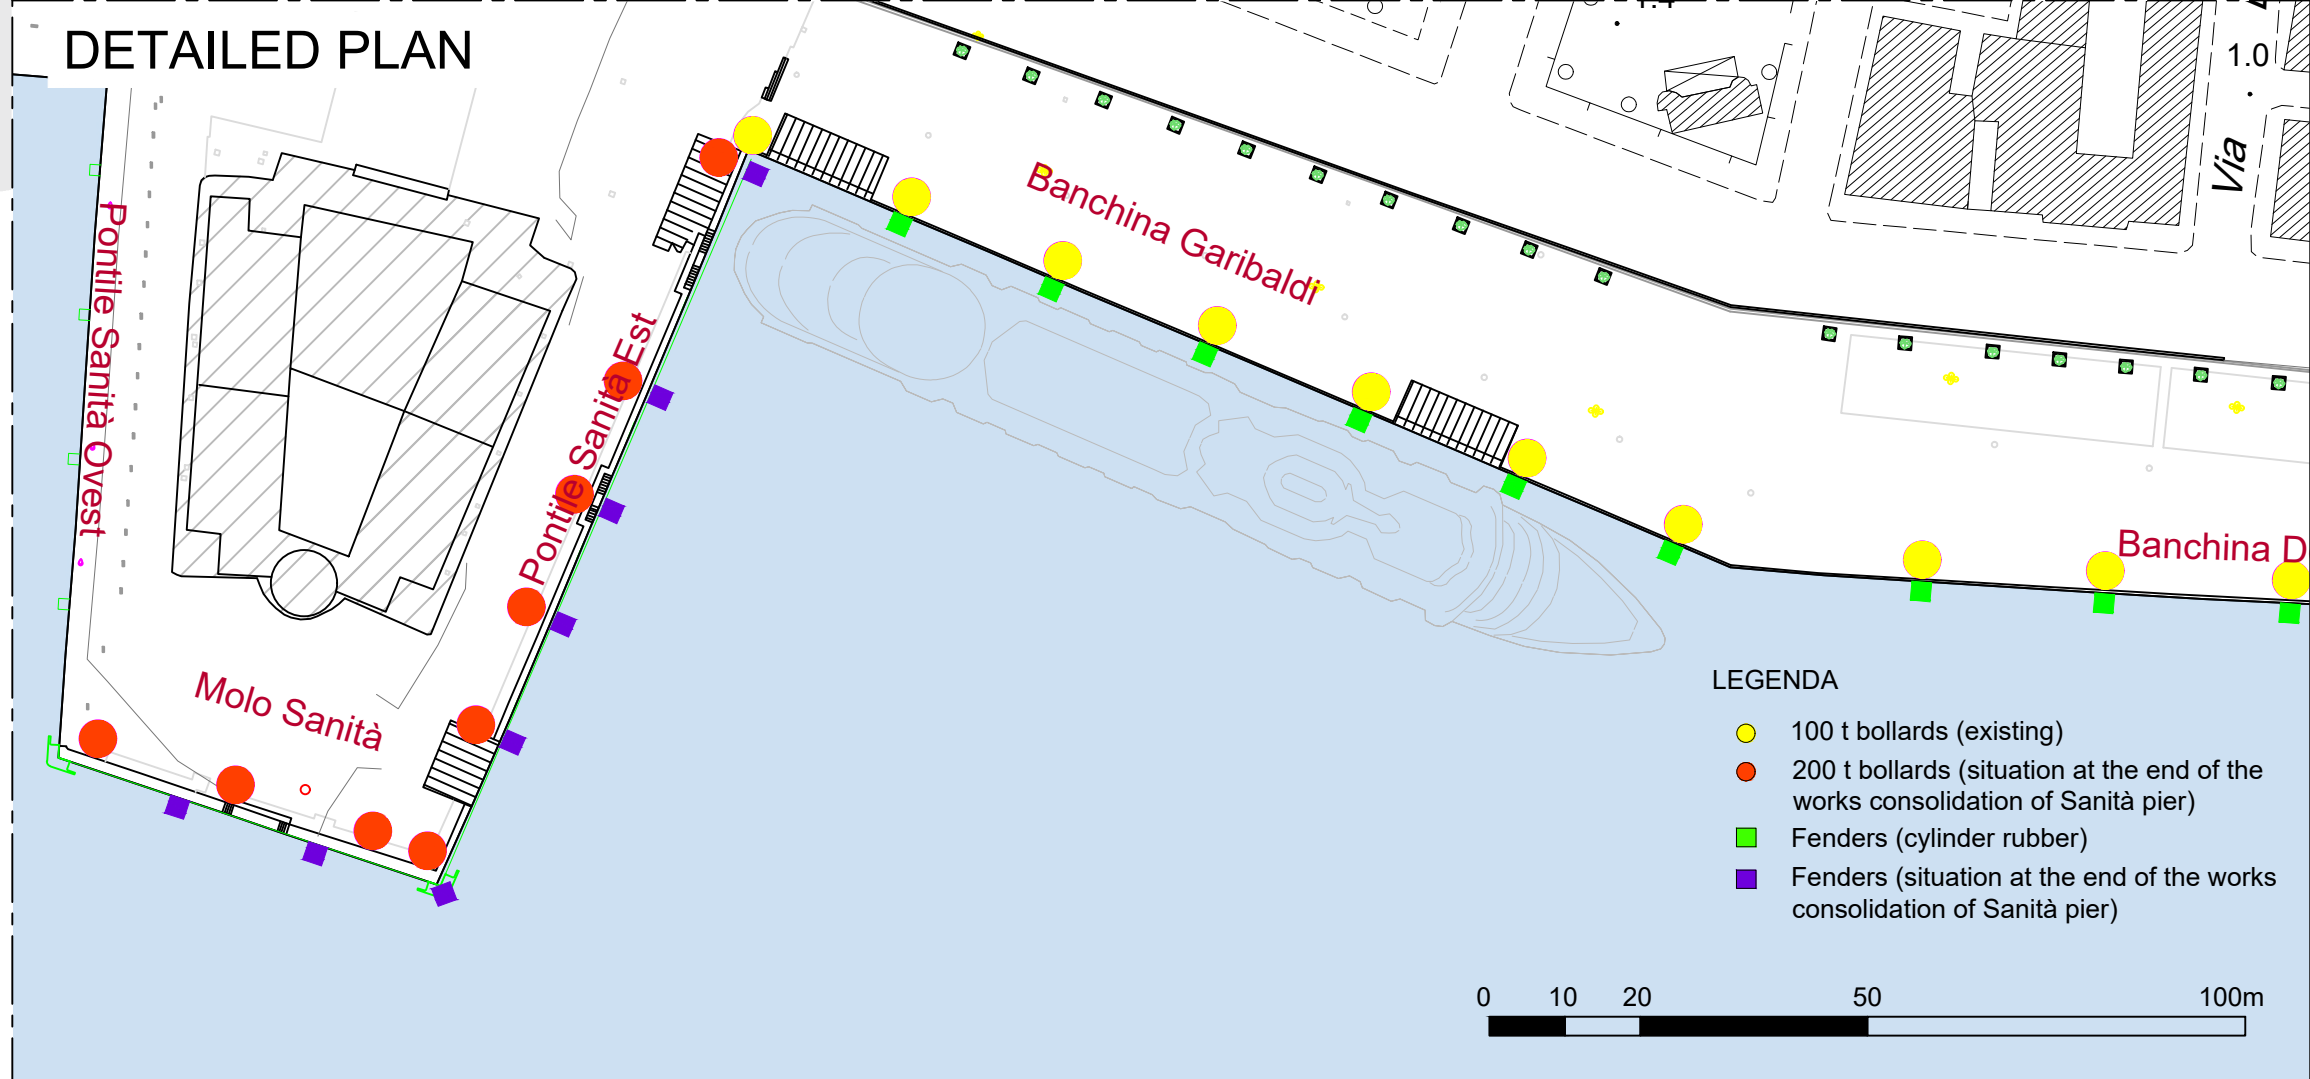 DETAILED PLAN
1.0
Via
Banchina Garibaldi
Pontile Sanità Ovest
Pontile Sanità Est
Banchina D
Molo Sanità
LEGENDA
100 t bollards (existing)
200 t bollards (situation at the end of the
works consolidation of Sanità pier)
Fenders (cylinder rubber)
Fenders (situation at the end of the works
consolidation of Sanità pier)
0 10 20 50 100m